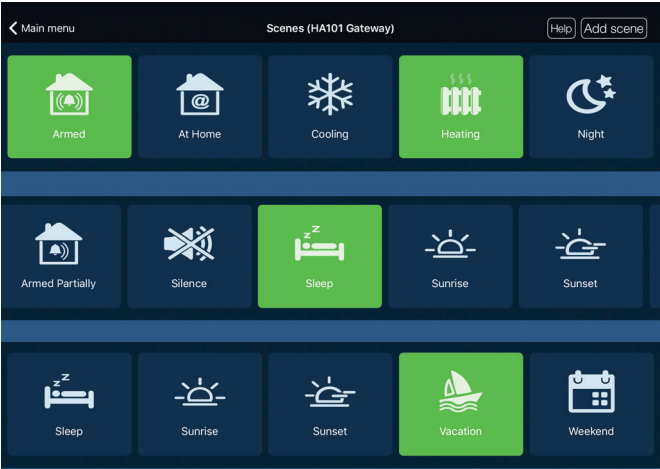 Main menu
Scenes (HA101 Gateway)
Help
Add scene
Armed
At Home
@
Cooling
Heating
Night
Armed Partially
Silence
z z
Sleep
Sunrise
Sunset
z z
Sleep
Sunrise
Sunset
Vacation
Weekend